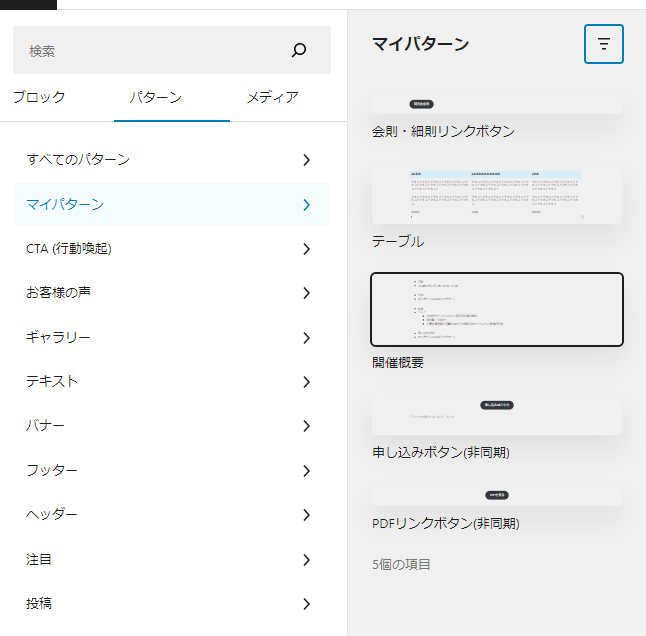 検索
ブロック
パターン
メディア
すべてのパターン
マイパターン
CTA (行動喚起)
お客様の声
ギャラリー
テキスト
バナー
フッター
ヘッダー
注目
投稿
マイパターン
会則・細則リンクボタン
テーブル
開催概要
申し込みボタン(非同期)
PDFリンクボタン(非同期)
5個の項目